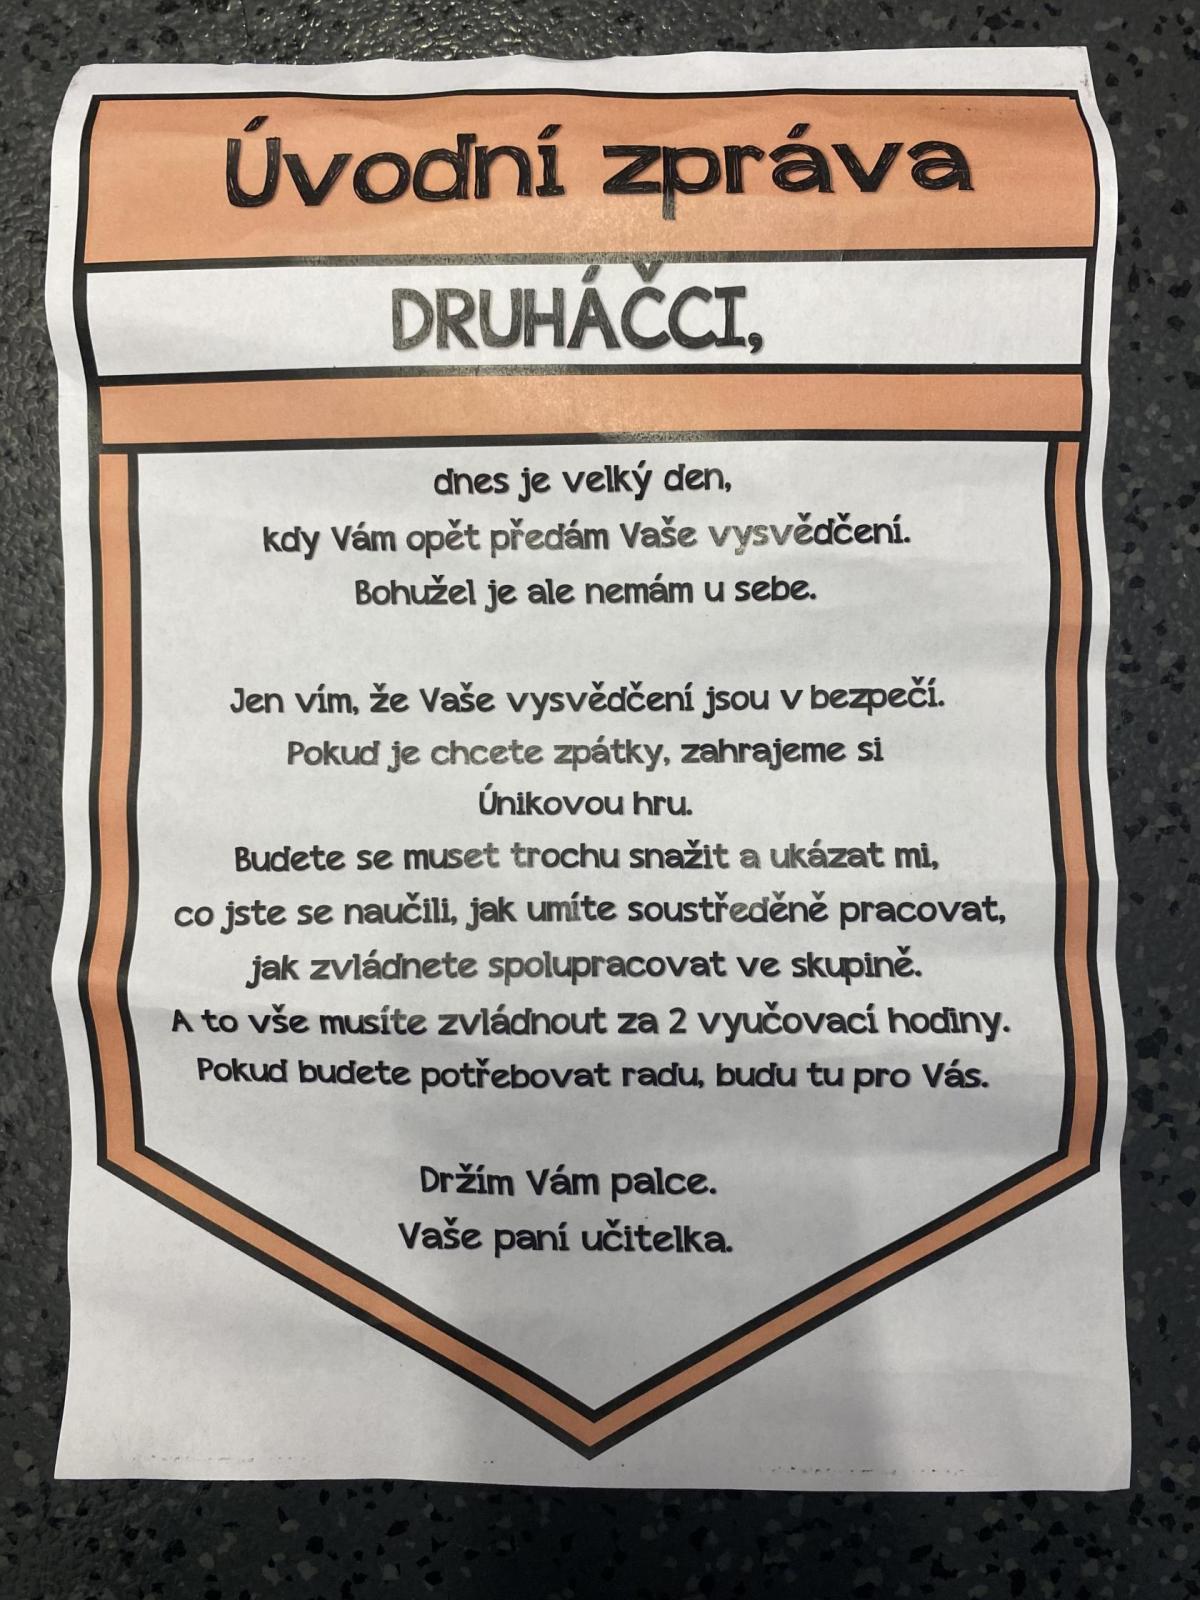 Úvodní zpráva
DRUHÁČCI,
dnes je velký den,
kdy Vám opět předám Vaše vysvědčení.
Bohužel je ale nemám u sebe.
Jen vím, že Vaše vysvědčení jsou v bezpečí.
Pokud je chcete zpátky, zahrajeme si
Únikovou hru.
Budete se muset trochu snažit a ukázat mi,
co jste se naučili, jak umíte soustředěně pracovat,
jak zvládnete spolupracovat ve skupině.
A to vše musíte zvládnout za 2 vyučovací hodiny.
Pokud budete potřebovat radu, budu tu pro Vás.
Držím Vám palce.
Vaše paní učitelka.